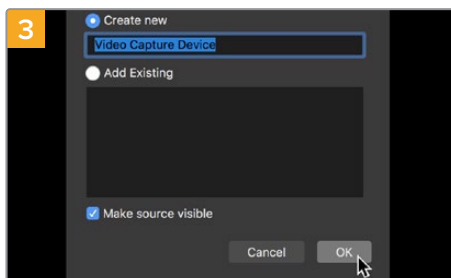 3
Create new
Video Capture Device
Add Existing
Make source visible
Cancel OK